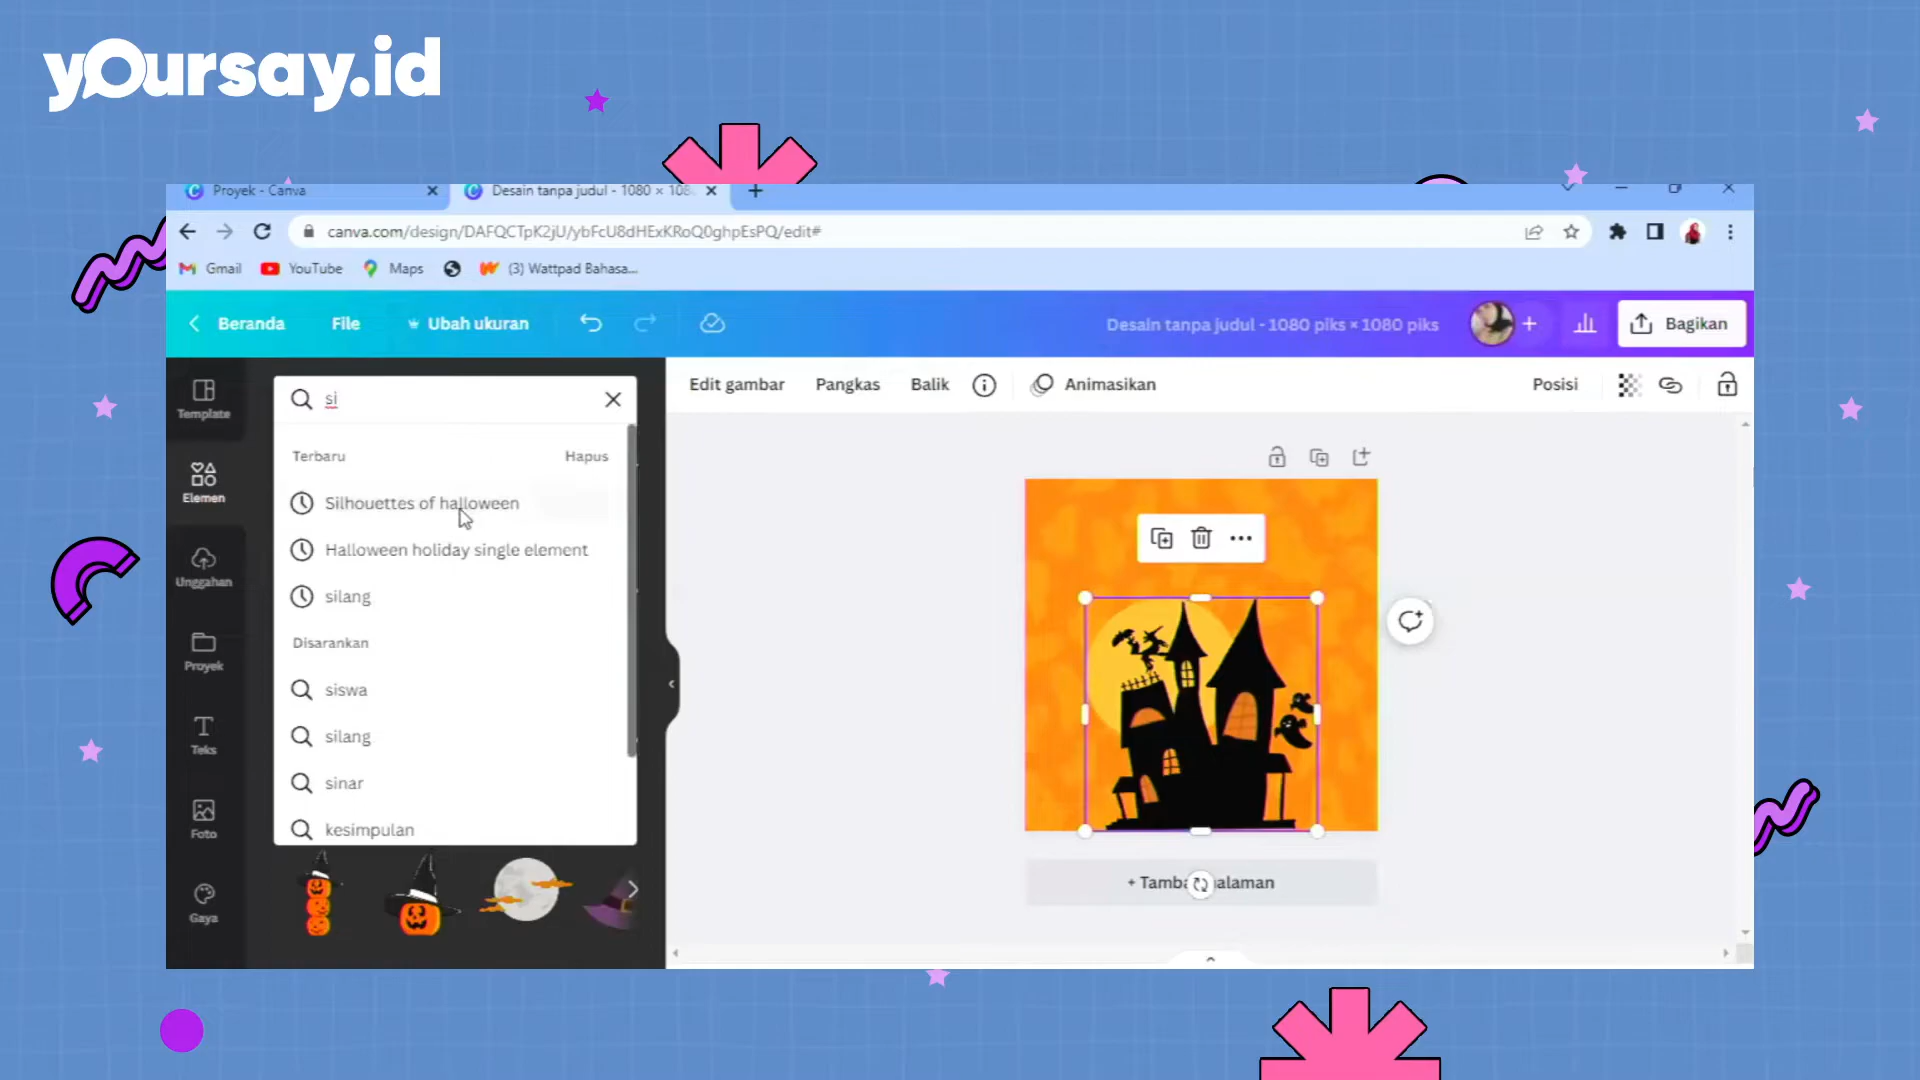 yoursay.id
Proyek - Canva
Desain tanpa judul - 1080 × 108
canva.com/design/DAFQCTpK2jU/ybFcU8dHExKRoQ0ghpEsPQ/edit#
Gmail
YouTube
Maps
(3) Wattpad Bahasa...
Beranda
File
Ubah ukuran
Desain tanpa judul - 1080 piks × 1080 piks
Bagikan
Template
Elemen
Unggahan
Proyek
Teks
Foto
Gaya
si
Terbaru
Hapus
Silhouettes of halloween
Halloween holiday single element
silang
Disarankan
siswa
silang
sinar
kesimpulan
Edit gambar
Pangkas
Balik
Animasikan
Posisi
+ Tamba alaman